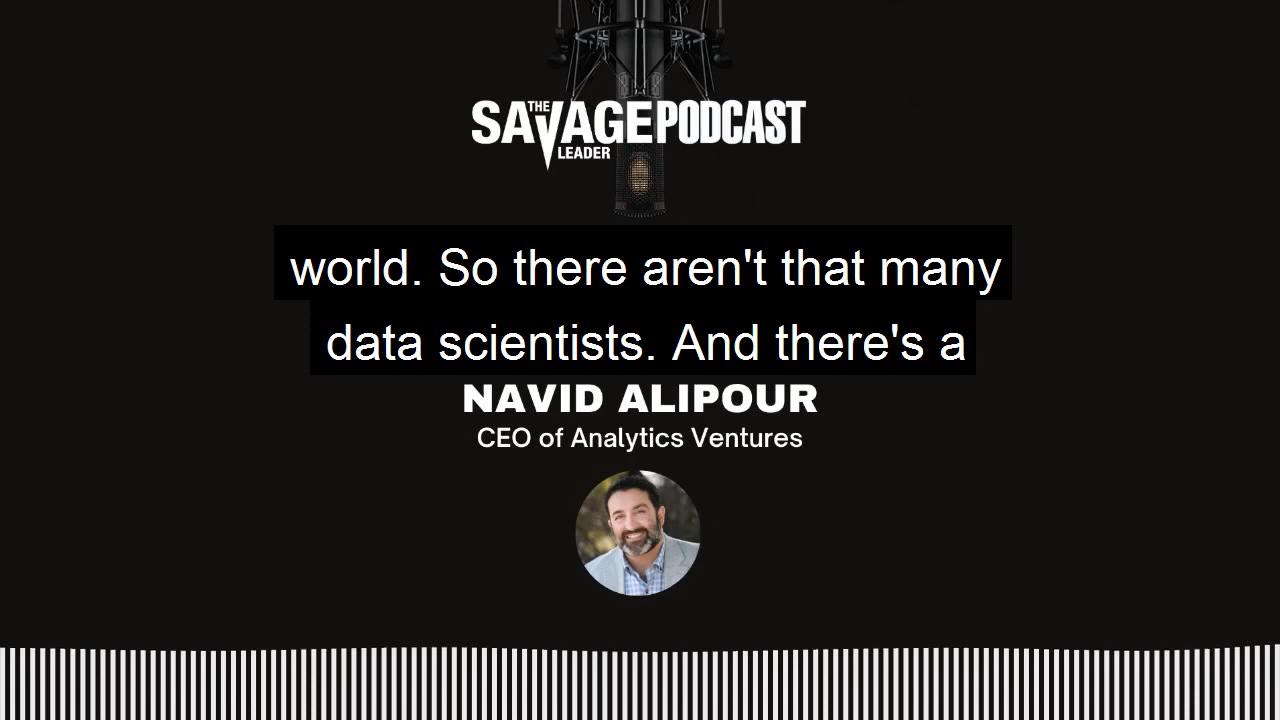 THE
SAVAGE PODCAST
LEADER
world. So there aren't that many
data scientists. And there's a
NAVID ALIPOUR
CEO of Analytics Ventures